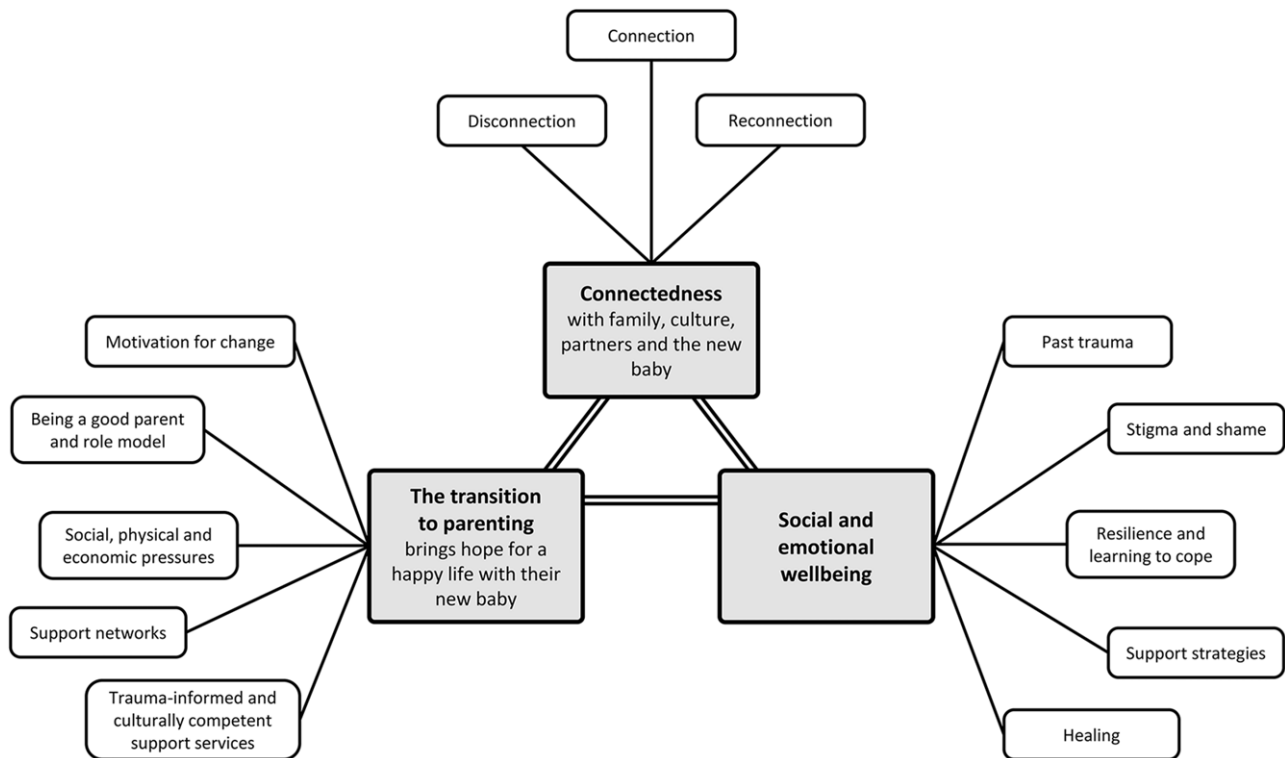 Connection
Disconnection
Reconnection
Connectedness
with family, culture,
partners and the new
baby
Motivation for change
Being a good parent
and role model
Social, physical and
economic pressures
Support networks
Trauma-informed and
culturally competent
support services
The transition
to parenting
brings hope for a
happy life with their
new baby
Social and
emotional
wellbeing
Past trauma
Stigma and shame
Resilience and
learning to cope
Support strategies
Healing